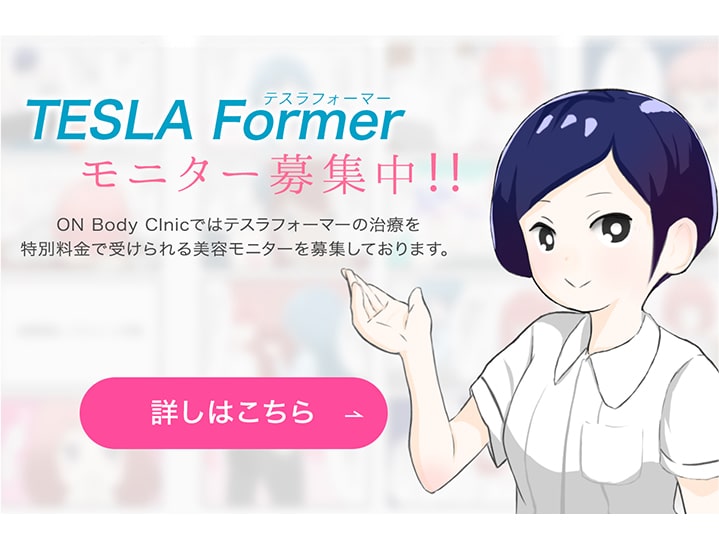 テスラフォーマー
TESLA Former
モニター募集中!!
ON Body Clnicではテスラフォーマーの治療を
特別料金で受けられる美容モニターを募集しております。
詳しはこちら